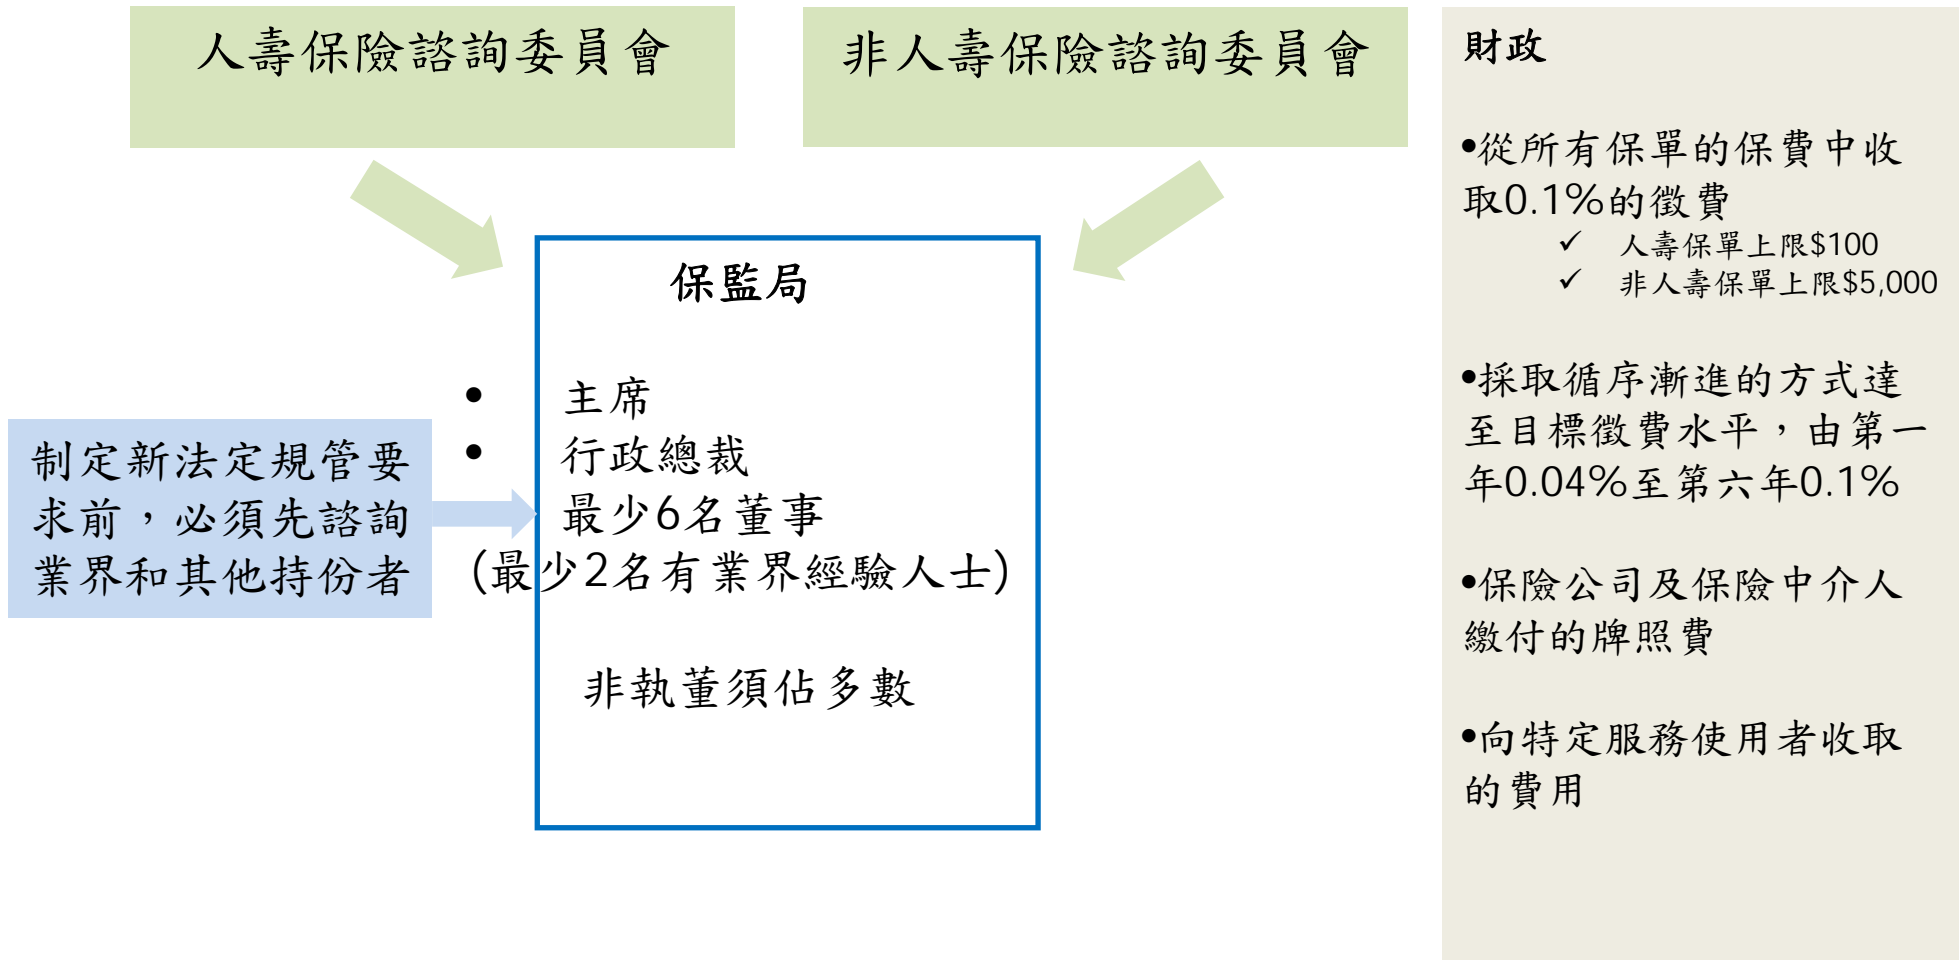 人壽保險諮詢委員會
非人壽保險諮詢委員會
保監局
• 主席
• 行政總裁
最少6名董事
(最少2名有業界經驗人士)
非執董須佔多數
制定新法定規管要
求前，必須先諮詢
業界和其他持份者
財政
•從所有保單的保費中收
取0.1%的徵費
✓ 人壽保單上限$100
✓ 非人壽保單上限$5,000
•採取循序漸進的方式達
至目標徵費水平，由第一
年0.04%至第六年0.1%
•保險公司及保險中介人
繳付的牌照費
•向特定服務使用者收取
的費用